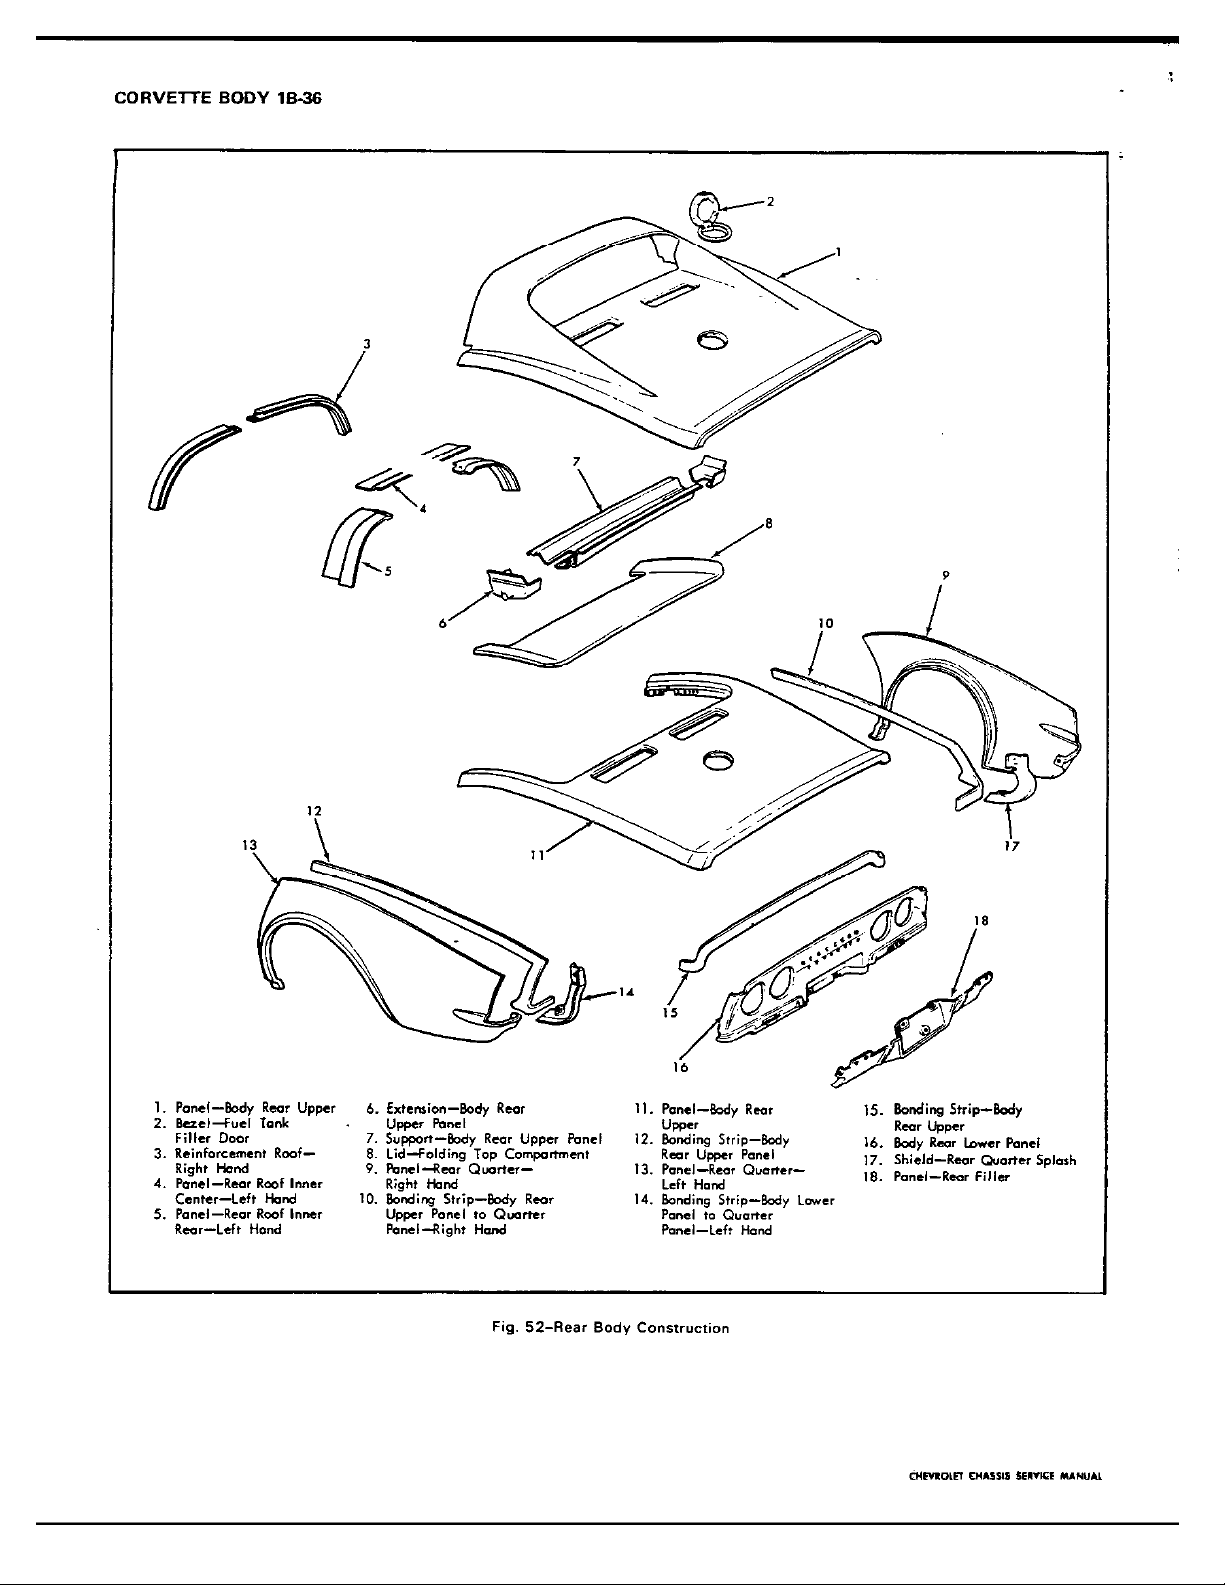 CORVETTE BODY 1B-36
2
1
3
7
4
8
5
9
6
10
12
13
11
17
18
14
15
16
1. Panel—Body Rear Upper
2. Bezel—Fuel Tank
Filler Door
3. Reinforcement Roof—
Right Hand
4. Panel—Rear Roof Inner
Center—Left Hand
5. Panel—Rear Roof Inner
Rear—Left Hand
6. Extension—Body Rear
Upper Panel
7. Support—Body Rear Upper Panel
8. Lid—Folding Top Compartment
9. Panel—Rear Quarter—
Right Hand
10. Bonding Strip—Body Rear
Upper Panel to Quarter
Panel—Right Hand
11. Panel—Body Rear
Upper
12. Bonding Strip—Body
Rear Upper Panel
13. Panel—Rear Quarter—
Left Hand
14. Bonding Strip—Body Lower
Panel to Quarter
Panel—Left Hand
15. Bonding Strip—Body
Rear Upper
16. Body Rear Lower Panel
17. Shield—Rear Quarter Splash
18. Panel—Rear Filler
Fig. 52–Rear Body Construction
CHEVROLET CHASSIS SERVICE MANUAL